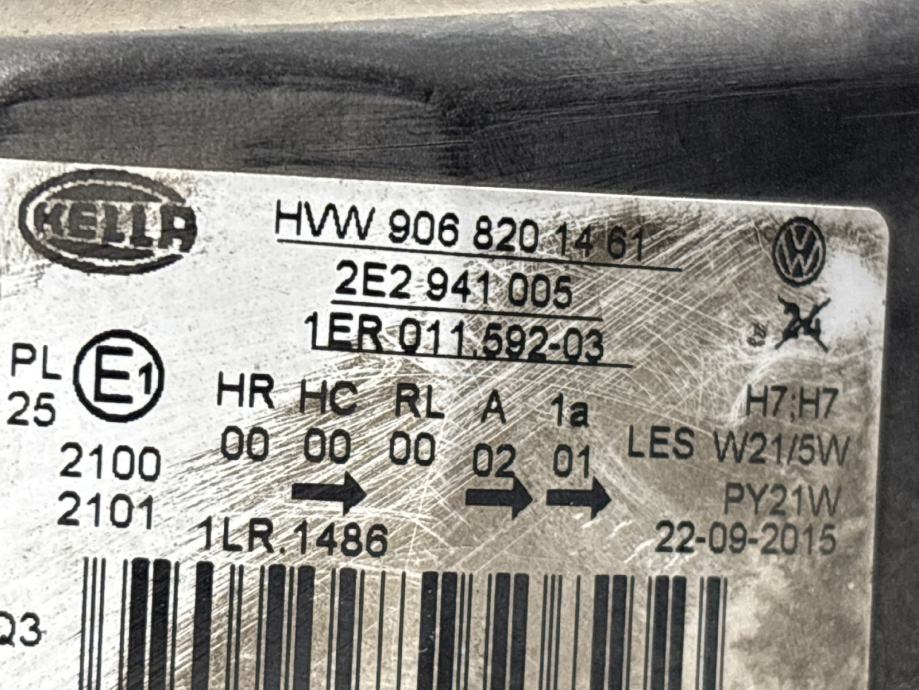 HELLA
HVW 906 820 14 61
2E2 941 005
1ER 011.592-03
VW
24
PL
25
E1
HR HC RL A 1a
00 00 00 02 01
H7;H7
LES W21/5W
PY21W
2100
2101
1LR.1486
22-09-2015
Q3